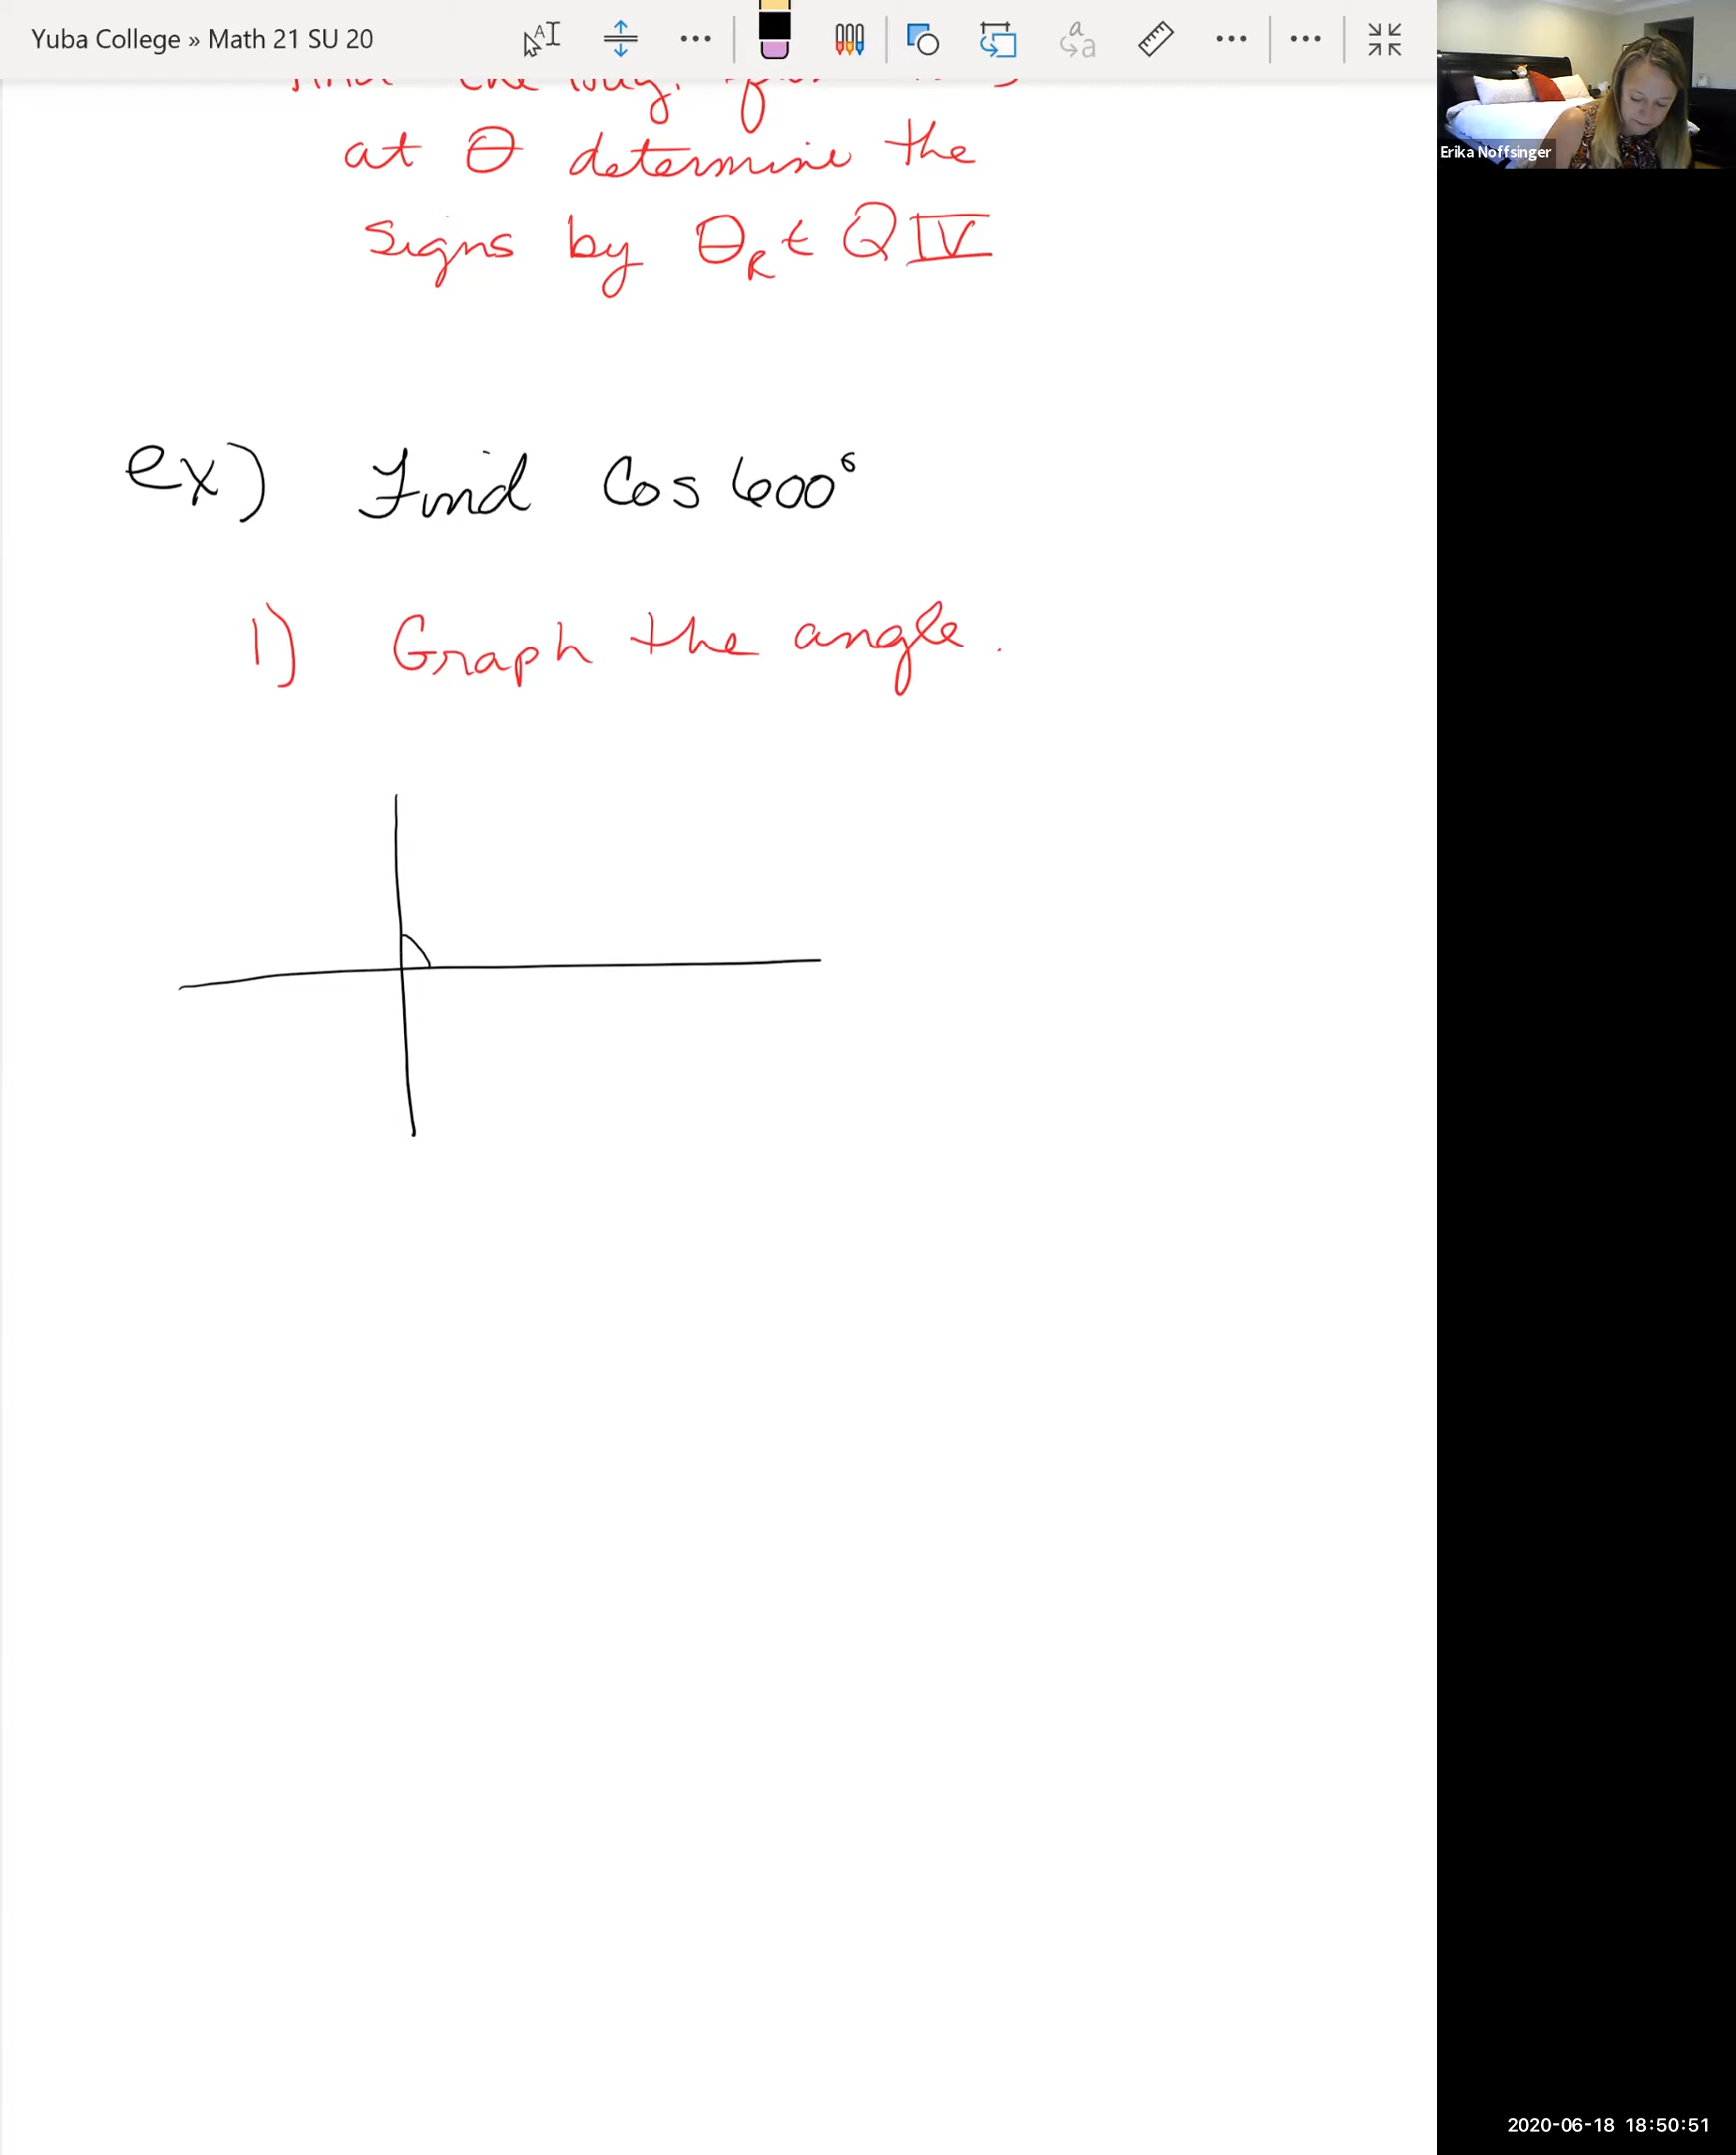 Yuba College » Math 21 SU 20
Erika Noffsinger
at θ determine the
signs by θR ∈ QIV
ex) Find Cos 600°
1) Graph the angle.
2020-06-18 18:50:51